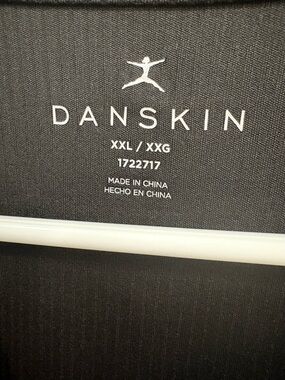 DANSKIN
XXL / XXG
1722717
MADE IN CHINA
HECHO EN CHINA